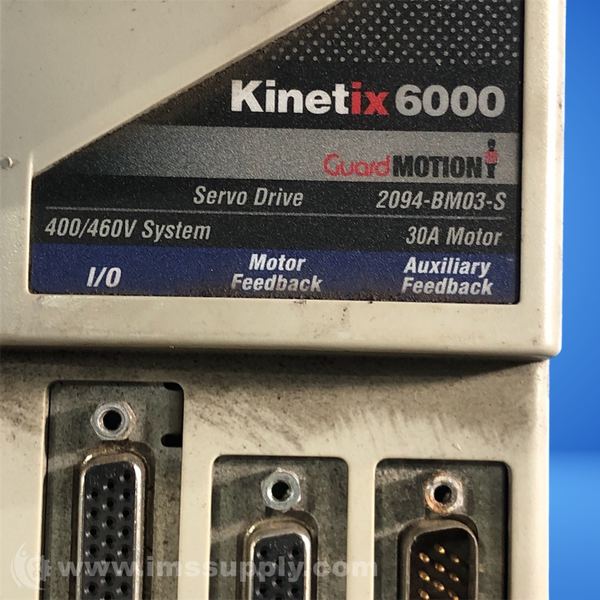 Kinetix 6000
GuardMOTION
Servo Drive 2094-BM03-S
400/460V System 30A Motor
I/O Motor Feedback Auxiliary Feedback
www.imssupply.com